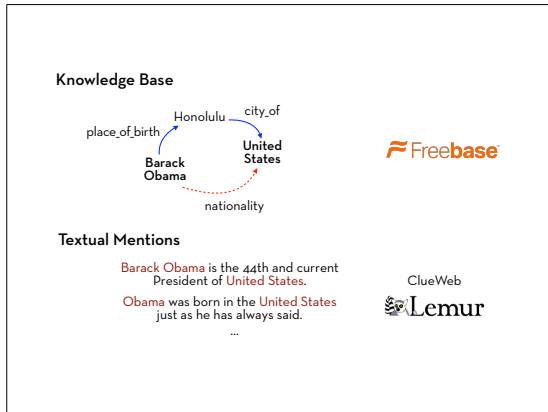 Knowledge Base
Honolulu
city_of
place_of_birth
United
States
Barack
Obama
Freebase™
nationality
Textual Mentions
Barack Obama is the 44th and current
President of United States.
ClueWeb
Obama was born in the United States
just as he has always said.
Lemur
...